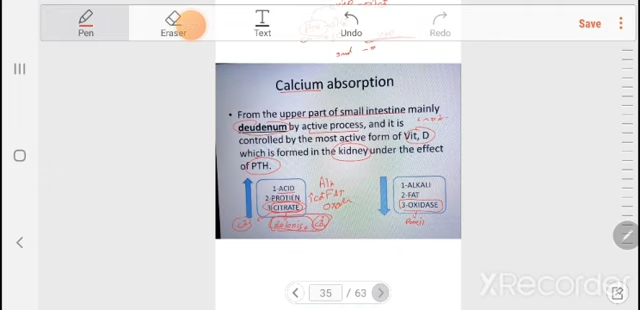 Pen
Eraser
Text
Undo
Redo
Save
Calcium absorption
• From the upper part of small intestine mainly
deudenum by active process, and it is
controlled by the most active form of Vit, D
which is formed in the kidney under the effect
of PTH.
1-ACID
2-PROTIEN
3-CITRATE
1-ALKALI
2-FAT
3-OXIDASE
35 / 63
XRecorder